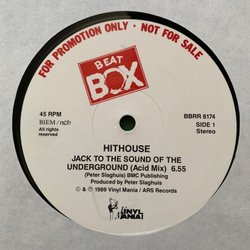 FOR PROMOTION ONLY • NOT FOR SALE
BEAT
BOX
45 RPM
BIEM/ncb
All rights
reserved
BBRR 8174
SIDE 1
Stereo
HITHOUSE
JACK TO THE SOUND OF THE
UNDERGROUND (Acid Mix) 6.55
(Peter Slaghuis) BMC Publishing
Produced by Peter Slaghuis
℗ © 1989 Vinyl Mania / ARS Records
VINYL
MANIA!